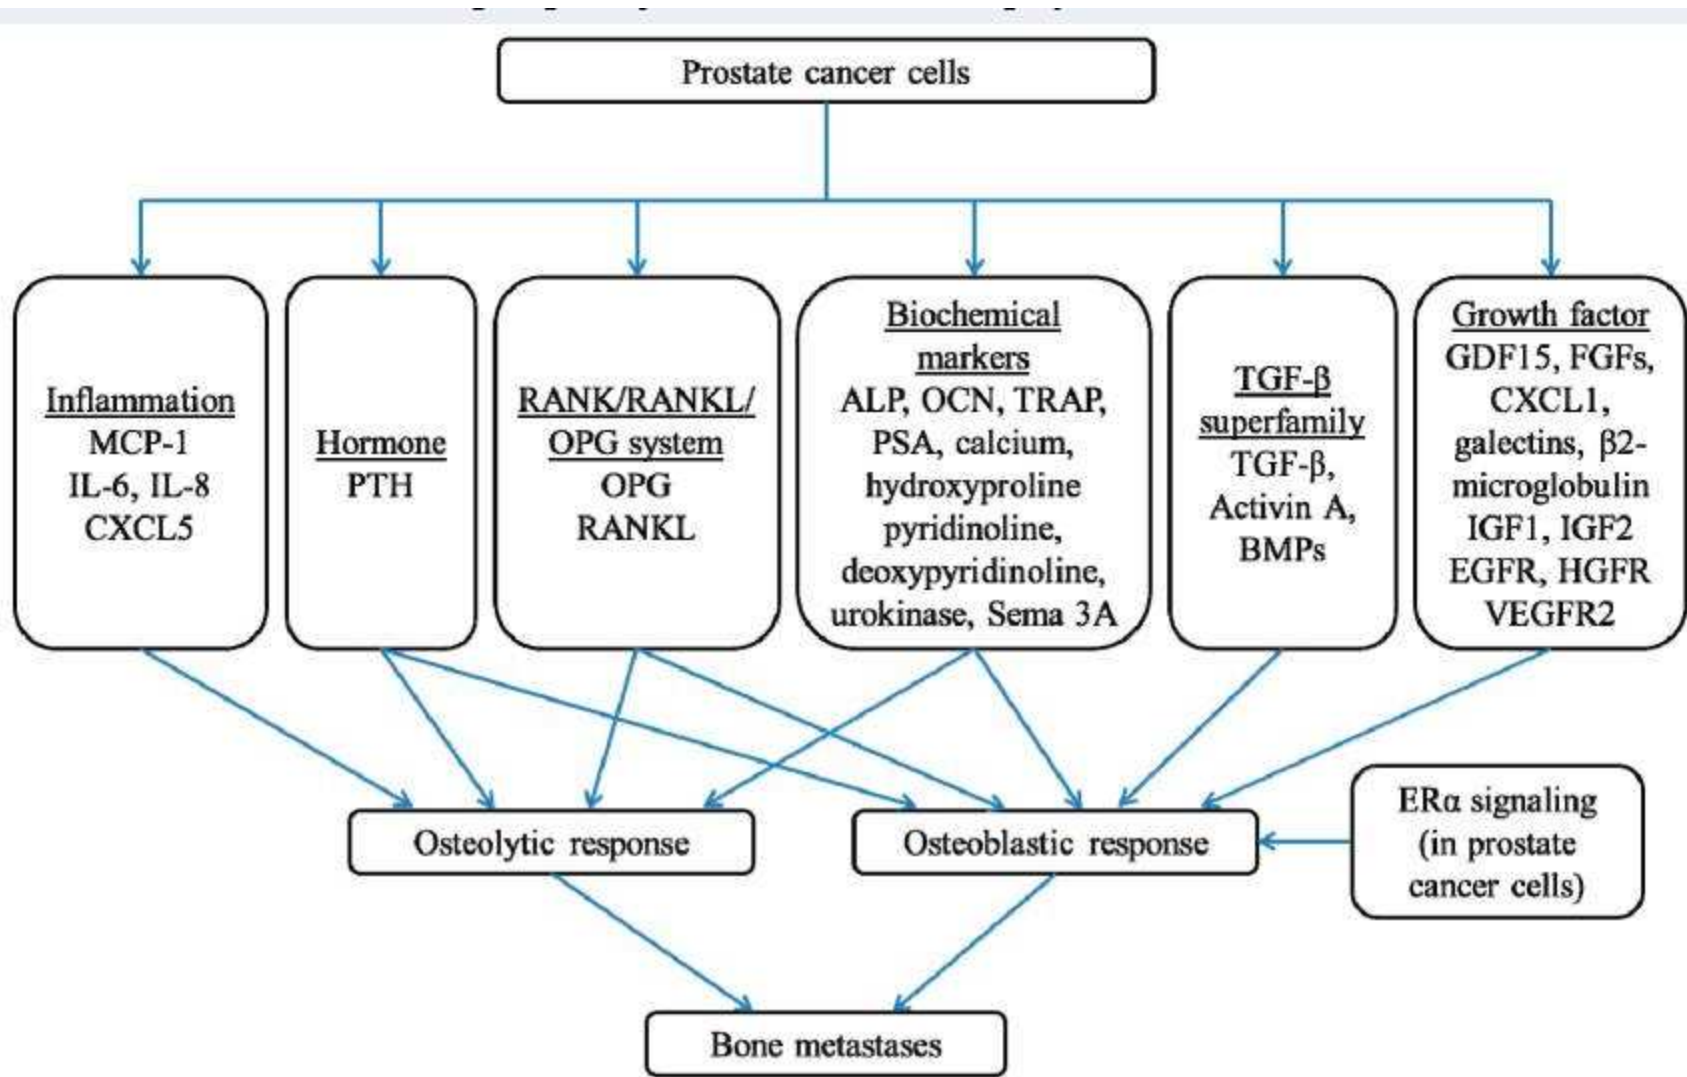 Prostate cancer cells
Inflammation
MCP-1
IL-6, IL-8
CXCL5
Hormone
PTH
RANK/RANKL/
OPG system
OPG
RANKL
Biochemical
markers
ALP, OCN, TRAP,
PSA, calcium,
hydroxyproline
pyridinoline,
deoxypyridinoline,
urokinase, Sema 3A
TGF-β
superfamily
TGF-β,
Activin A,
BMPs
Growth factor
GDF15, FGFs,
CXCL1,
galectins, β2-
microglobulin
IGF1, IGF2
EGFR, HGFR
VEGFR2
Osteolytic response
Osteoblastic response
ERα signaling
(in prostate
cancer cells)
Bone metastases